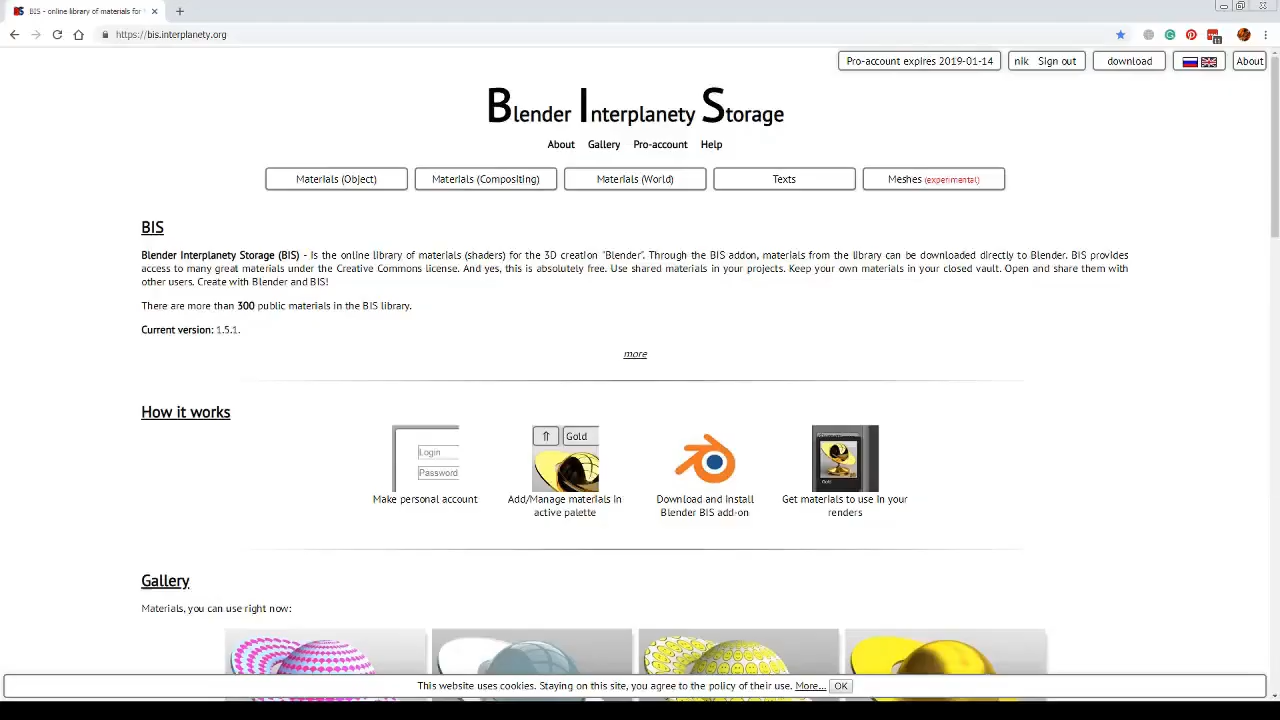 BIS - online library of materials for
https://bis.interplanety.org
Pro-account expires 2019-01-14
nik Sign out
download
About
Blender Interplanety Storage
About Gallery Pro-account Help
Materials (Object)
Materials (Compositing)
Materials (World)
Texts
Meshes (experimental)
BIS
Blender Interplanety Storage (BIS) - is the online library of materials (shaders) for the 3D creation "Blender". Through the BIS addon, materials from the library can be downloaded directly to Blender. BIS provides
access to many great materials under the Creative Commons license. And yes, this is absolutely free. Use shared materials in your projects. Keep your own materials in your closed vault. Open and share them with
other users. Create with Blender and BIS!
There are more than 300 public materials in the BIS library.
Current version: 1.5.1.
more
How it works
Login
Password
Gold
Gold
Make personal account
Add/Manage materials in
active palette
Download and install
Blender BIS add-on
Get materials to use in your
renders
Gallery
Materials, you can use right now:
This website uses cookies. Staying on this site, you agree to the policy of their use. More... OK